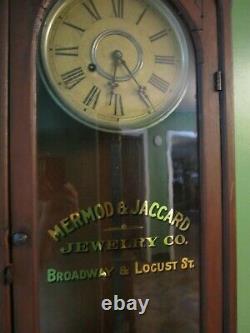 MERMOD & JACCARD
JEWELRY CO.
BROADWAY & LOCUST ST.